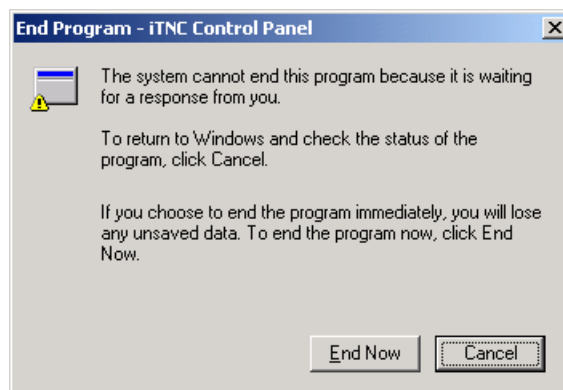 End Program - iTNC Control Panel
The system cannot end this program because it is waiting
for a response from you.
To return to Windows and check the status of the
program, click Cancel.
If you choose to end the program immediately, you will lose
any unsaved data. To end the program now, click End
Now.
End Now
Cancel